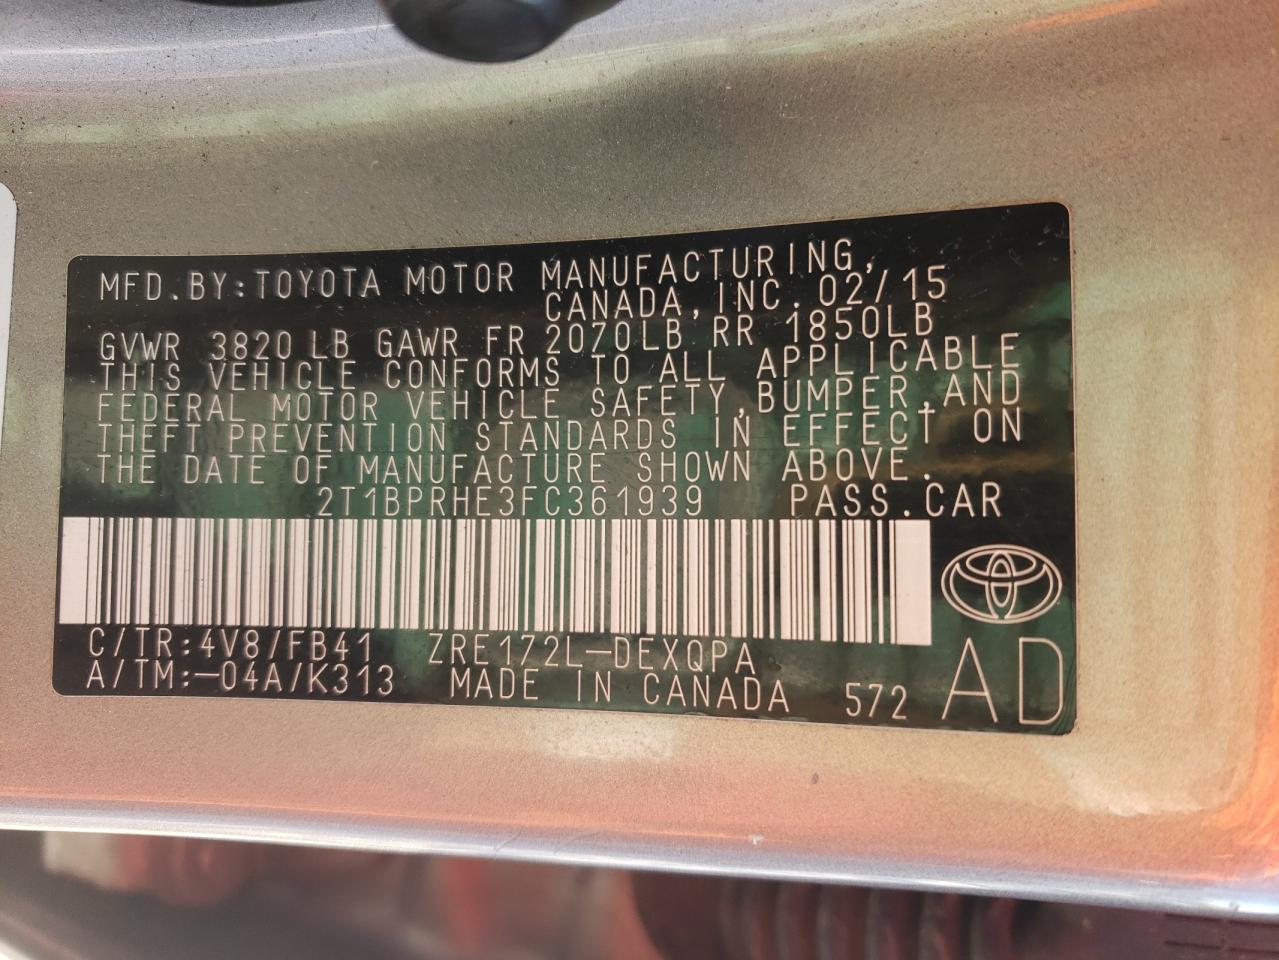 MFD.BY:TOYOTA MOTOR MANUFACTURING,
CANADA,INC. 02/15
GVWR 3820 LB GAWR FR 2070LB RR 1850LB
THIS VEHICLE CONFORMS TO ALL APPLICABLE
FEDERAL MOTOR VEHICLE SAFETY,BUMPER,AND
THEFT PREVENTION STANDARDS IN EFFECT ON
THE DATE OF MANUFACTURE SHOWN ABOVE.
2T1BPRHE3FC361939 PASS.CAR
C/TR:4V8/FB41 ZRE172L-DEXQPA
A/TM:-04A/K313 MADE IN CANADA 572 AD